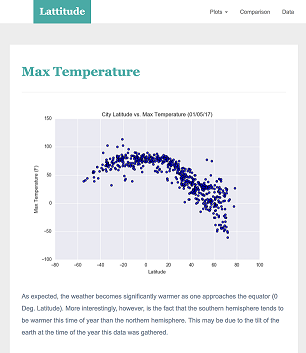 Lattitude
Plots Comparison Data
Max Temperature
City Latitude vs. Max Temperature (01/05/17)
150
100
50
0
−50
−100
Max Temperature (F)
−80 −60 −40 −20 0 20 40 60 80 100
Latitude
As expected, the weather becomes significantly warmer as one approaches the equator (0
Deg. Latitude). More interestingly, however, is the fact that the southern hemisphere tends to
be warmer this time of year than the northern hemisphere. This may be due to the tilt of the
earth at the time of the year this data was gathered.